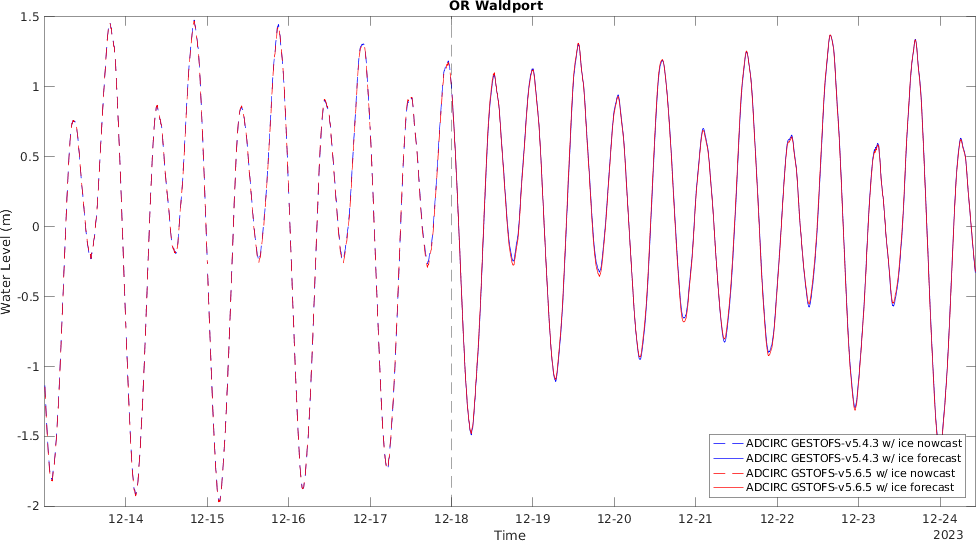 OR Waldport
1.5
1
0.5
0
-0.5
-1
-1.5
-2
Water Level (m)
ADCIRC GESTOFS-v5.4.3 w/ ice nowcast
ADCIRC GESTOFS-v5.4.3 w/ ice forecast
ADCIRC GSTOFS-v5.6.5 w/ ice nowcast
ADCIRC GSTOFS-v5.6.5 w/ ice forecast
12-14 12-15 12-16 12-17 12-18 12-19 12-20 12-21 12-22 12-23 12-24
Time
2023